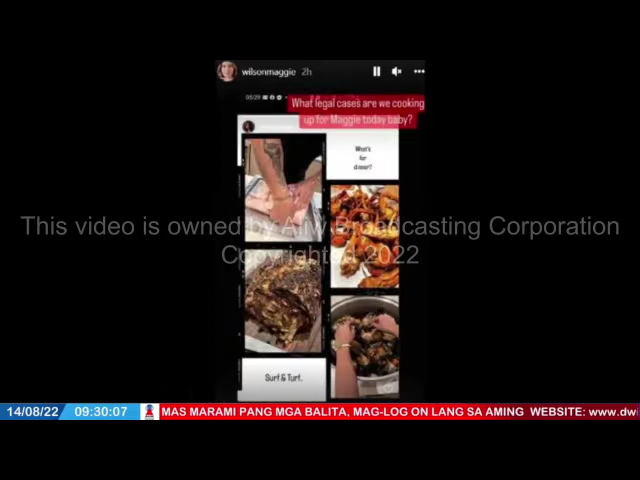 wilsonmaggie 2h
What legal cases are we cooking
up for Maggie today baby?
What's
for
dinner?
This video is owned by Aliw Broadcasting Corporation
Copyrighted 2022
Surf & Turf.
14/08/22 09:30:07 MAS MARAMI PANG MGA BALITA, MAG-LOG ON LANG SA AMING WEBSITE: www.dw